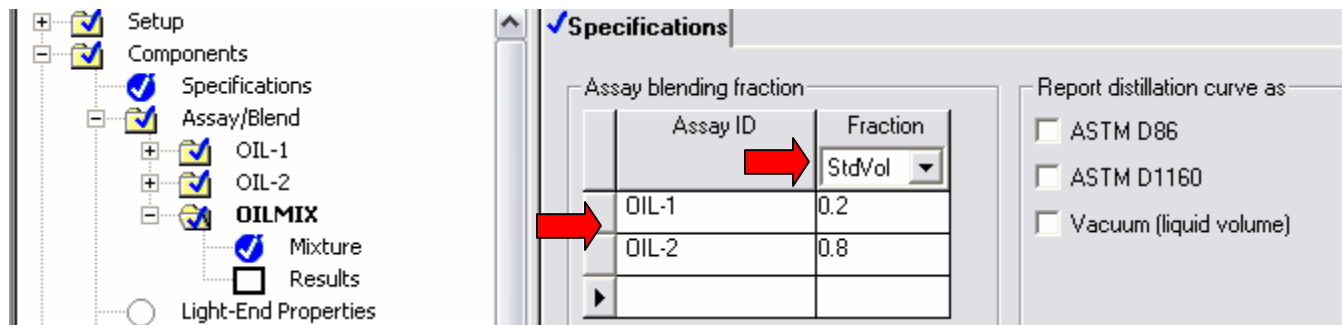 Setup
Components
Specifications
Assay/Blend
OIL-1
OIL-2
OILMIX
Mixture
Results
Light-End Properties
Specifications
Assay blending fraction
Assay ID Fraction
StdVol
OIL-1 0.2
OIL-2 0.8
Report distillation curve as
ASTM D86
ASTM D1160
Vacuum (liquid volume)